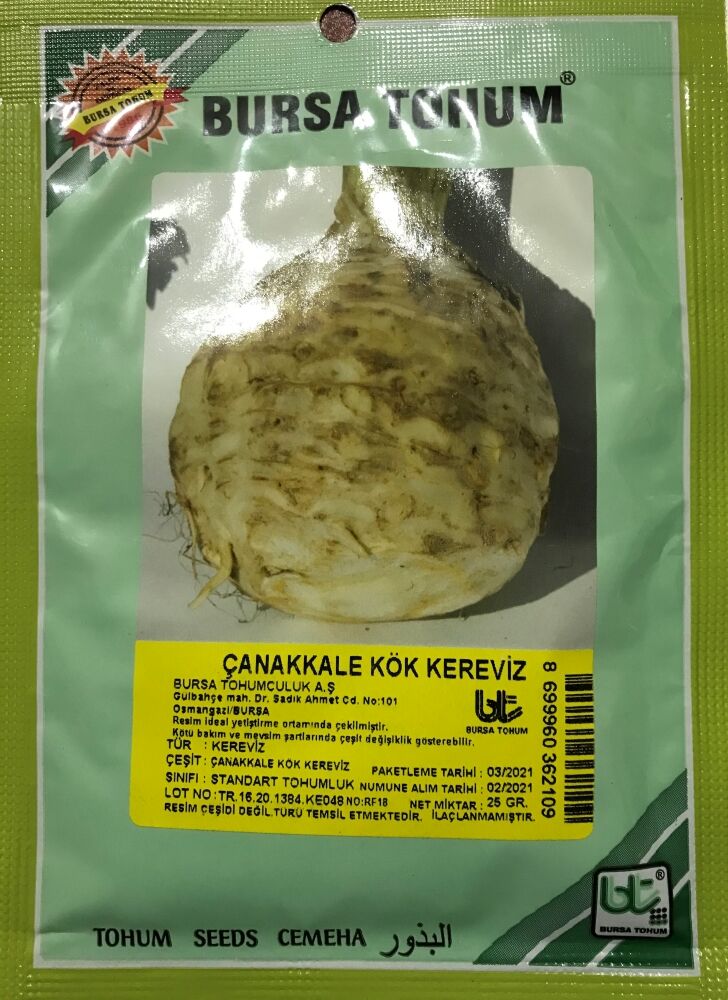 BURSA TOHUM
BURSA TOHUM®
ÇANAKKALE KÖK KEREVİZ
BURSA TOHUMCULUK A.Ş
Gülbahçe mah. Dr. Sadık Ahmet Cd. No:101
Osmangazi/BURSA
Resim ideal yetiştirme ortamında çekilmiştir.
Kötü bakım ve mevsim şartlarında çeşit değişiklik gösterebilir.
bt
BURSA TOHUM
TÜR : KEREVİZ
ÇEŞİT : ÇANAKKALE KÖK KEREVİZ
PAKETLEME TARİHİ : 03/2021
SINIFI : STANDART TOHUMLUK NUMUNE ALIM TARİHİ : 02/2021
LOT NO :TR.16.20.1384.KE048 NO:RF18 NET MİKTAR : 25 GR.
RESİM ÇEŞİDİ DEĞİL.TÜRÜ TEMSİL ETMEKTEDİR. İLAÇLANMAMIŞTIR.
8 699960 362109
TOHUM SEEDS СЕМЕНА البذور
bt®
BURSA TOHUM